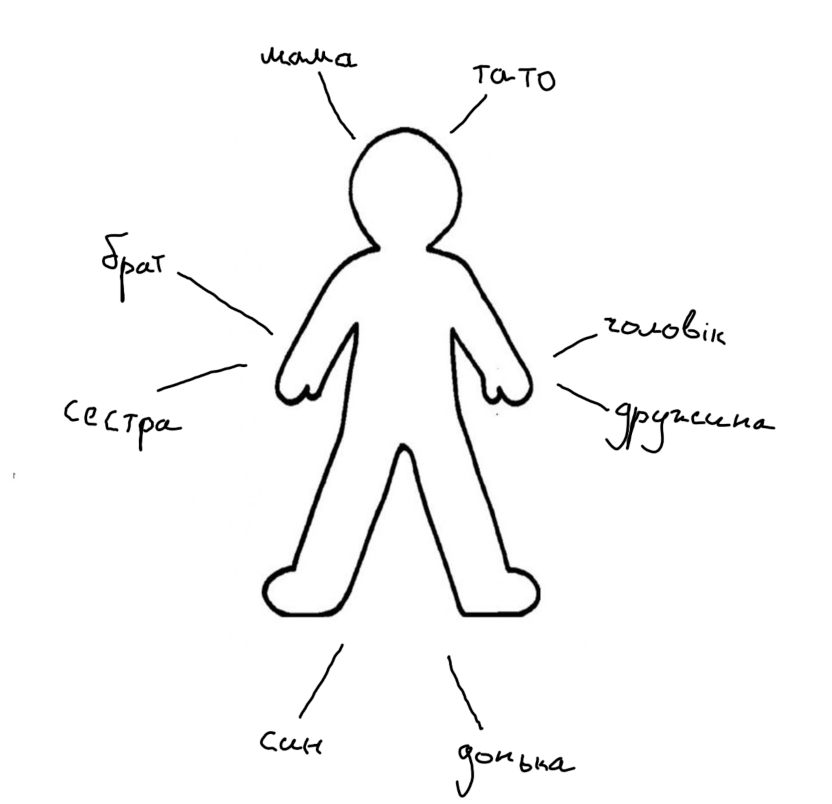 мама
тато
брат
чоловік
сестра
дружина
син
донька